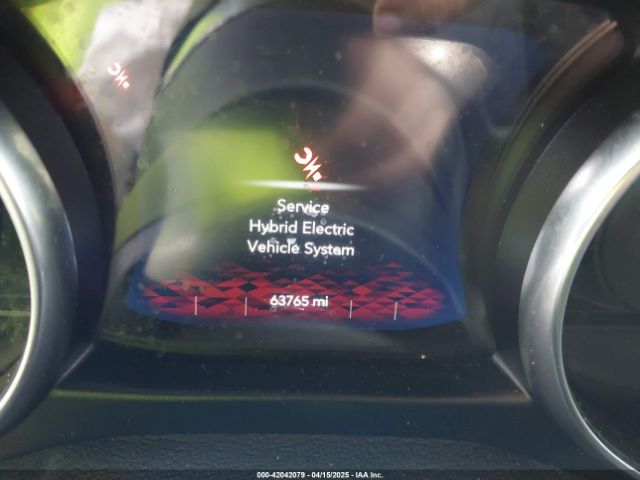 Service
Hybrid Electric
Vehicle System
63765 mi
000-42042079 - 04/15/2025 - IAA Inc.